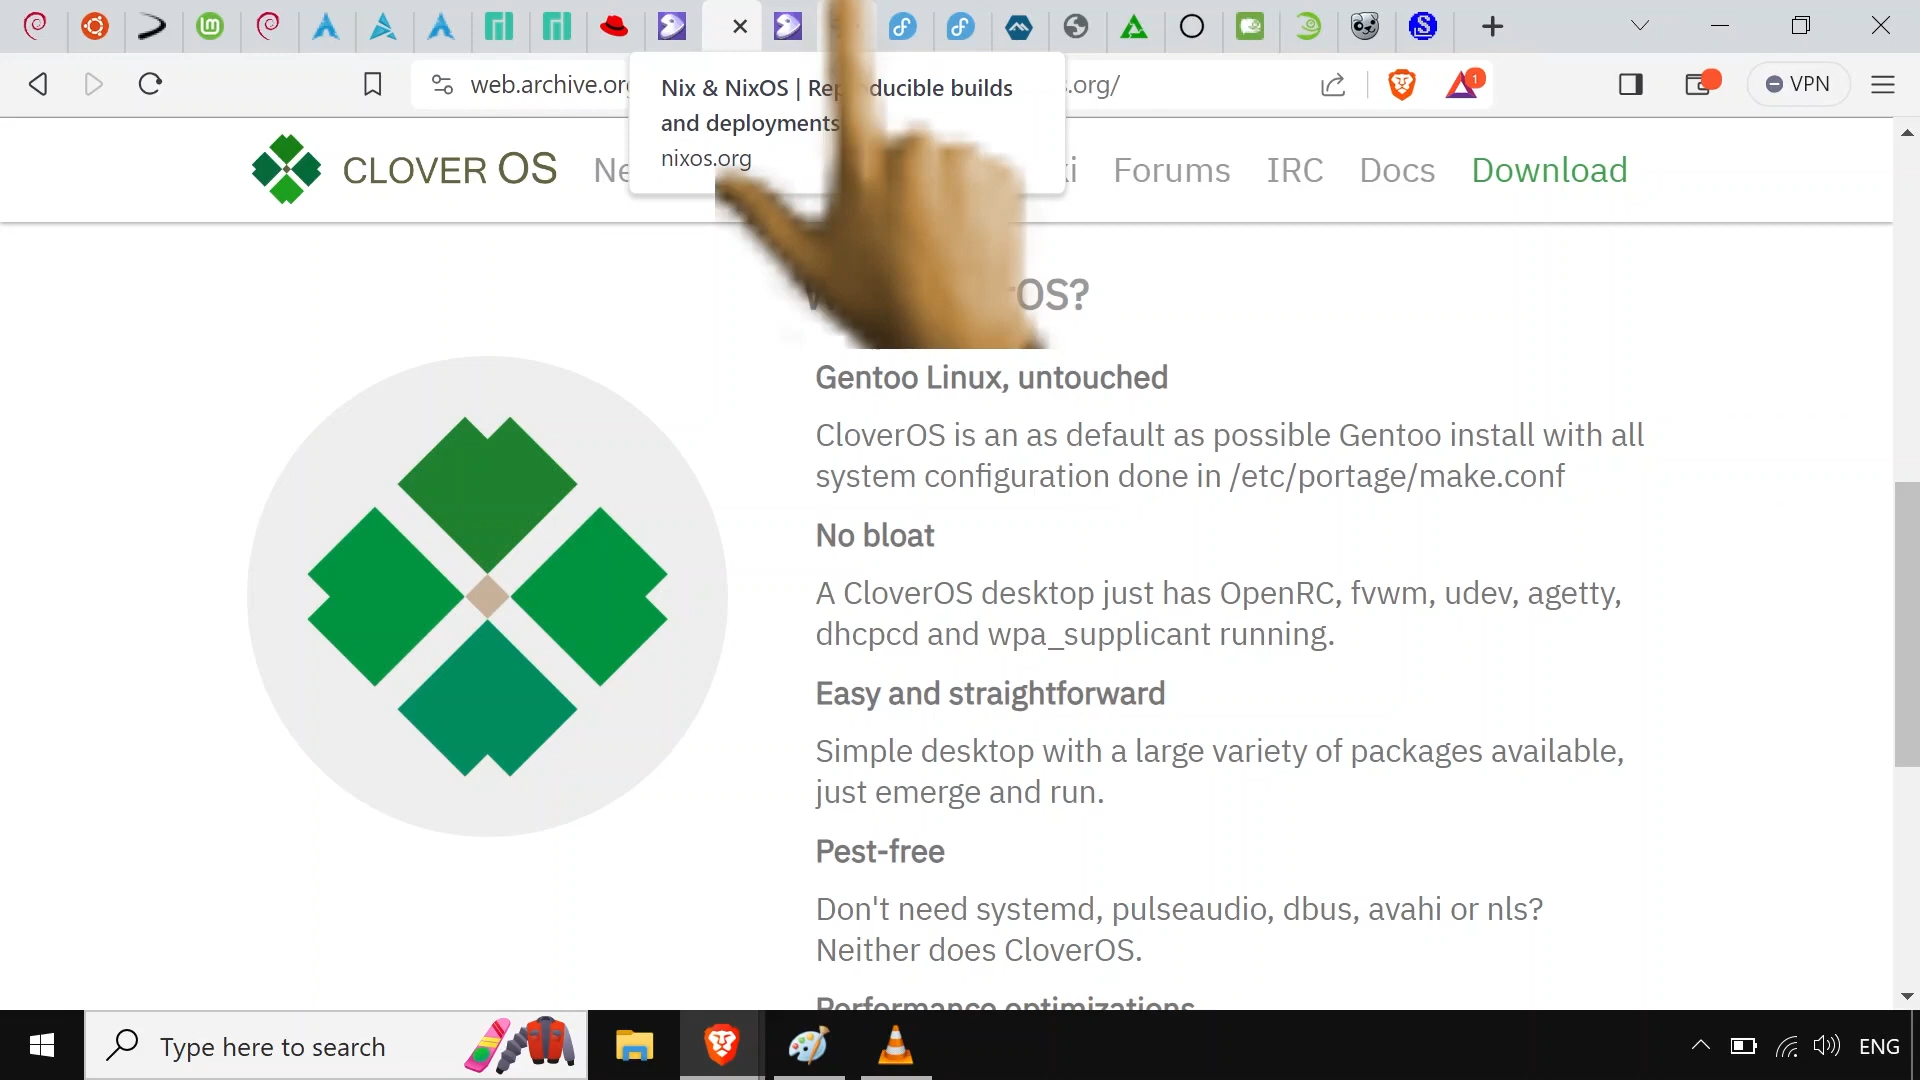 web.archive.org
s.org/
1
VPN
Nix & NixOS | Reproducible builds
and deployments
nixos.org
CLOVER OS
Forums
IRC
Docs
Download
OS?
Gentoo Linux, untouched
CloverOS is an as default as possible Gentoo install with all
system configuration done in /etc/portage/make.conf
No bloat
A CloverOS desktop just has OpenRC, fvwm, udev, agetty,
dhcpcd and wpa_supplicant running.
Easy and straightforward
Simple desktop with a large variety of packages available,
just emerge and run.
Pest-free
Don't need systemd, pulseaudio, dbus, avahi or nls?
Neither does CloverOS.
Performance optimizations
Type here to search
ENG